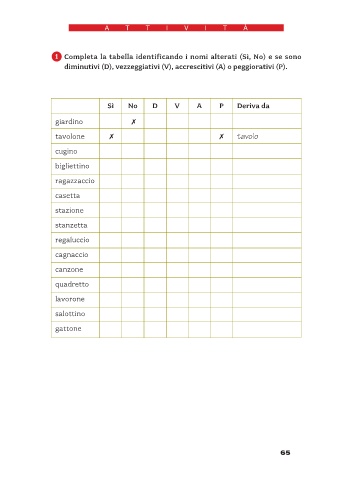 ATTIVITÀ
1 Completa la tabella identificando i nomi alterati (Sì, No) e se sono
diminutivi (D), vezzeggiativi (V), accrescitivi (A) o peggiorativi (P).
Sì No D V A P Deriva da
giardino ✗
tavolone ✗ ✗ tavolo
cugino
bigliettino
ragazzaccio
casetta
stazione
stanzetta
regaluccio
cagnaccio
canzone
quadretto
lavorone
salottino
gattone
65